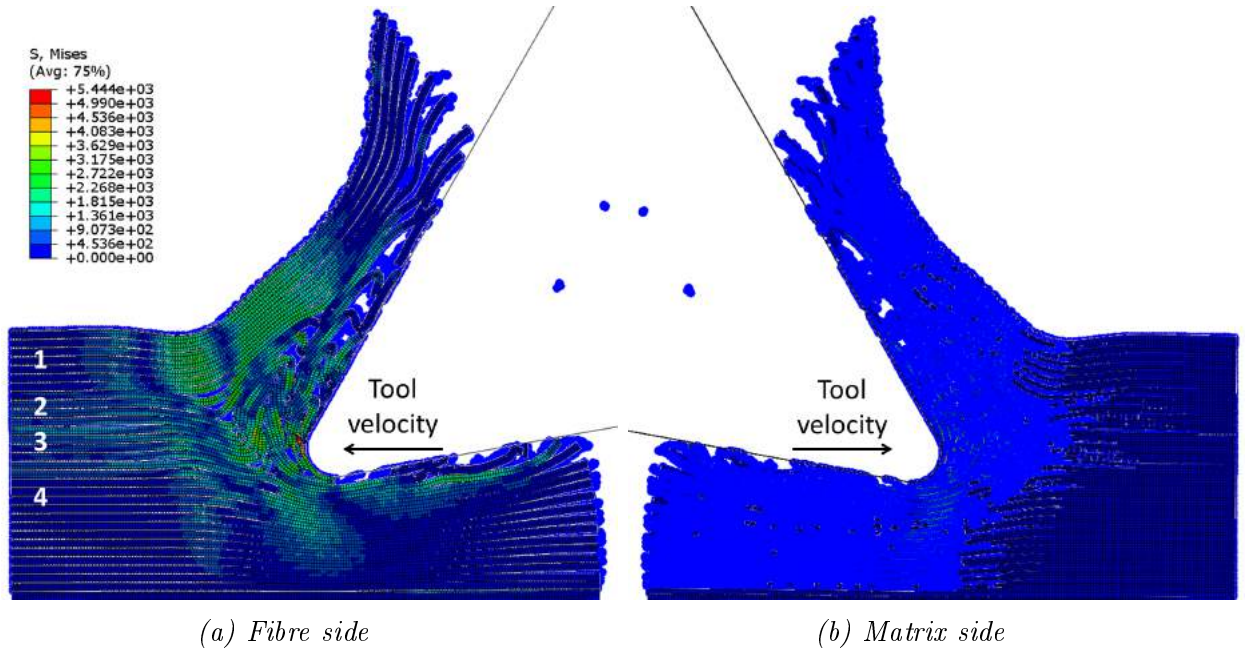 S, Mises
(Avg: 75%)
+5.444e+03
+4.990e+03
+4.536e+03
+4.083e+03
+3.629e+03
+3.175e+03
+2.722e+03
+2.268e+03
+1.815e+03
+1.361e+03
+9.073e+02
+4.536e+02
+0.000e+00
1
2
3
4
Tool
velocity
Tool
velocity
(a) Fibre side
(b) Matrix side